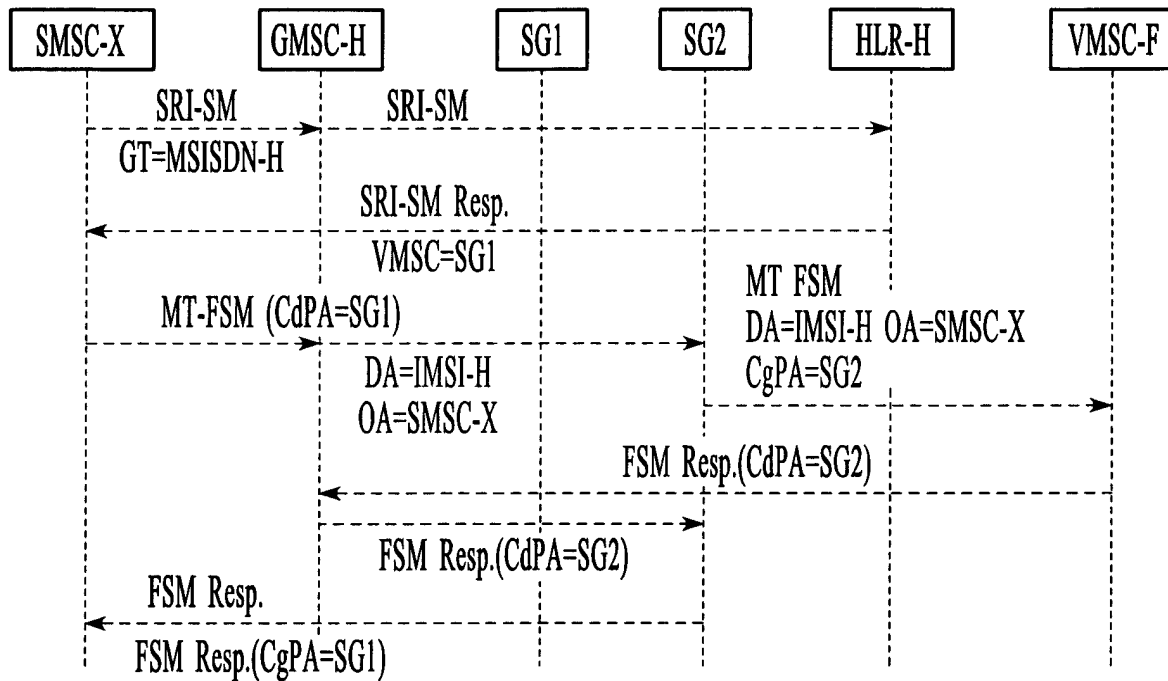 SMSC-X GMSC-H SG1 SG2 HLR-H VMSC-F
SRI-SM SRI-SM
GT=MSISDN-H
SRI-SM Resp.
VMSC=SG1
MT-FSM (CdPA=SG1)
MT FSM
DA=IMSI-H OA=SMSC-X
CgPA=SG2
DA=IMSI-H
OA=SMSC-X
FSM Resp.(CdPA=SG2)
FSM Resp.(CdPA=SG2)
FSM Resp.
FSM Resp.(CgPA=SG1)